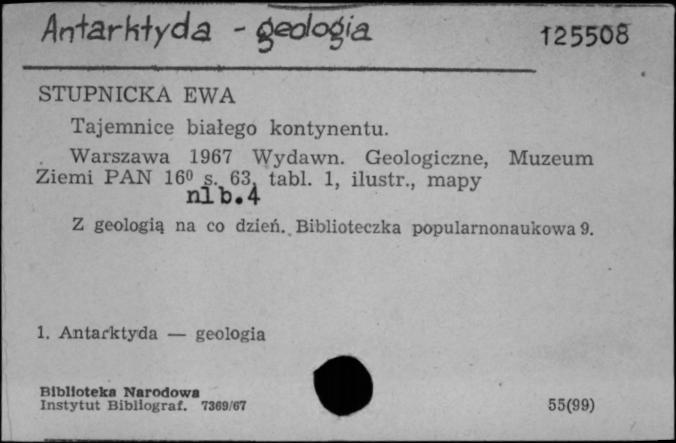 Antarktyda - geologia 125508
STUPNICKA EWA
Tajemnice białego kontynentu.
Warszawa 1967 Wydawn. Geologiczne, Muzeum
Ziemi PAN 16⁰ s. 63, tabl. 1, ilustr., mapy
nlb.4
Z geologią na co dzień. Biblioteczka popularnonaukowa 9.
1. Antarktyda — geologia
Biblioteka Narodowa
Instytut Bibliograf. 7369/67 55(99)